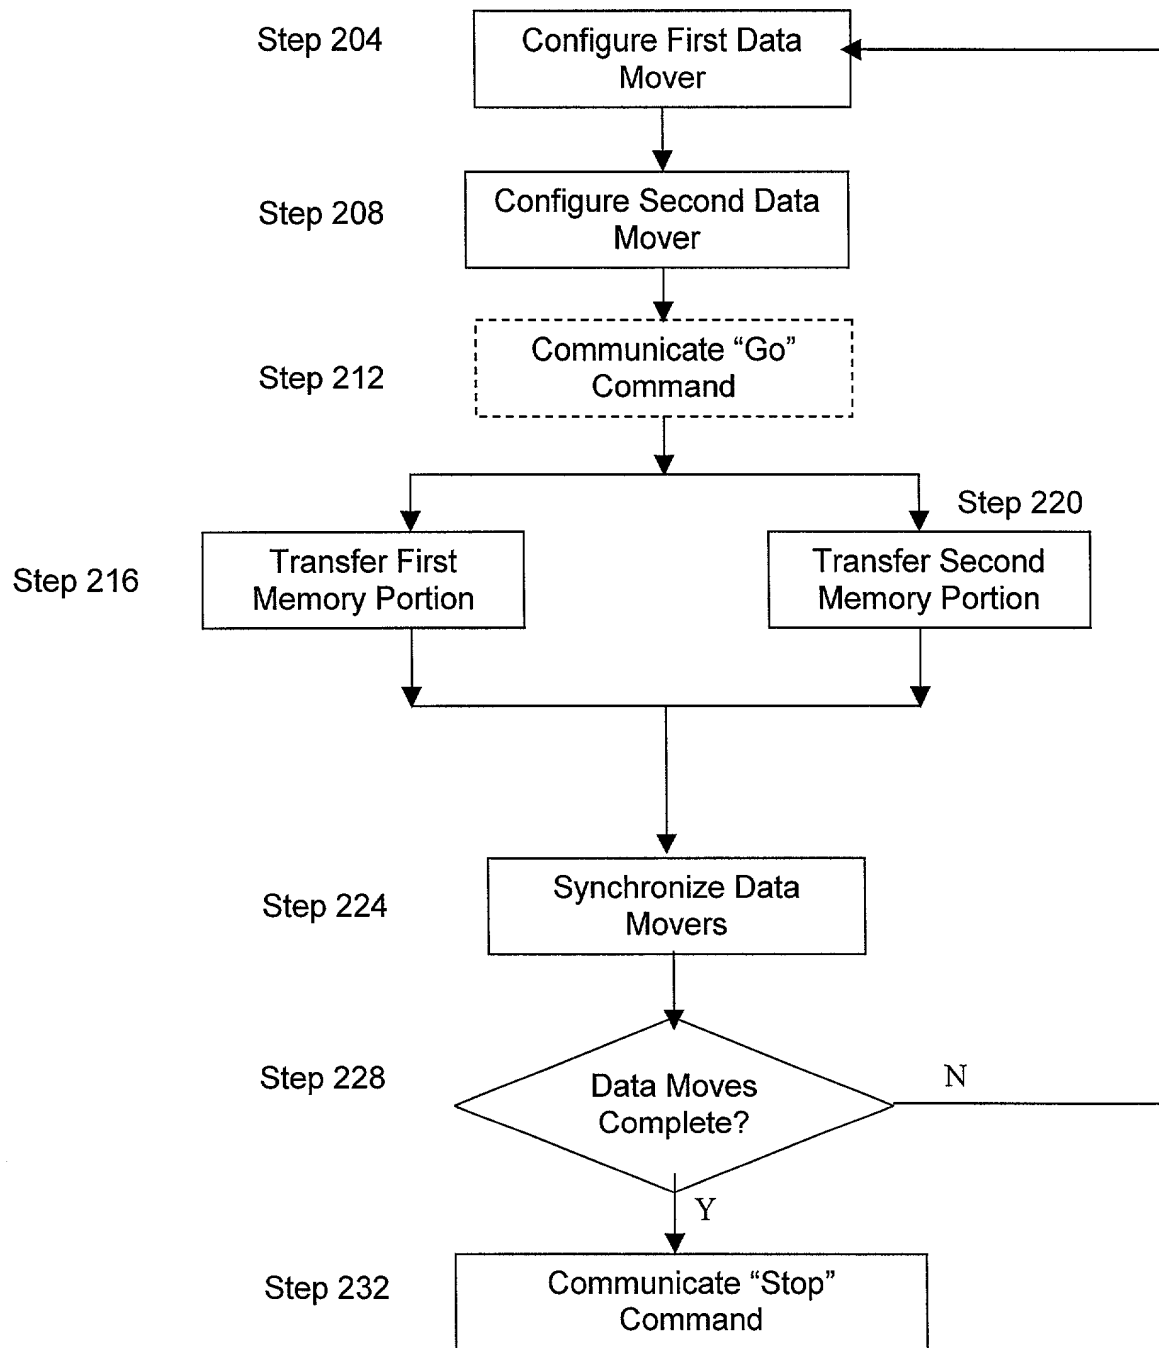 Step 204
Configure First Data
Mover
Step 208
Configure Second Data
Mover
Step 212
Communicate “Go”
Command
Step 220
Step 216
Transfer First
Memory Portion
Transfer Second
Memory Portion
Step 224
Synchronize Data
Movers
Step 228
Data Moves
Complete?
N
Y
Step 232
Communicate “Stop”
Command